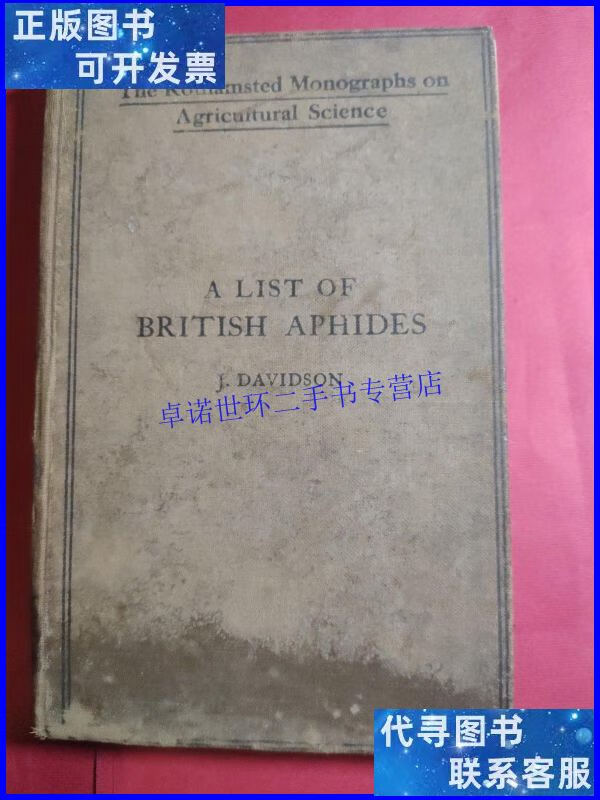 正版图书
可开发票
The Rothamsted Monographs on
Agricultural Science
A LIST OF
BRITISH APHIDES
J. DAVIDSON
卓诺世环二手书专营店
代寻图书
联系客服